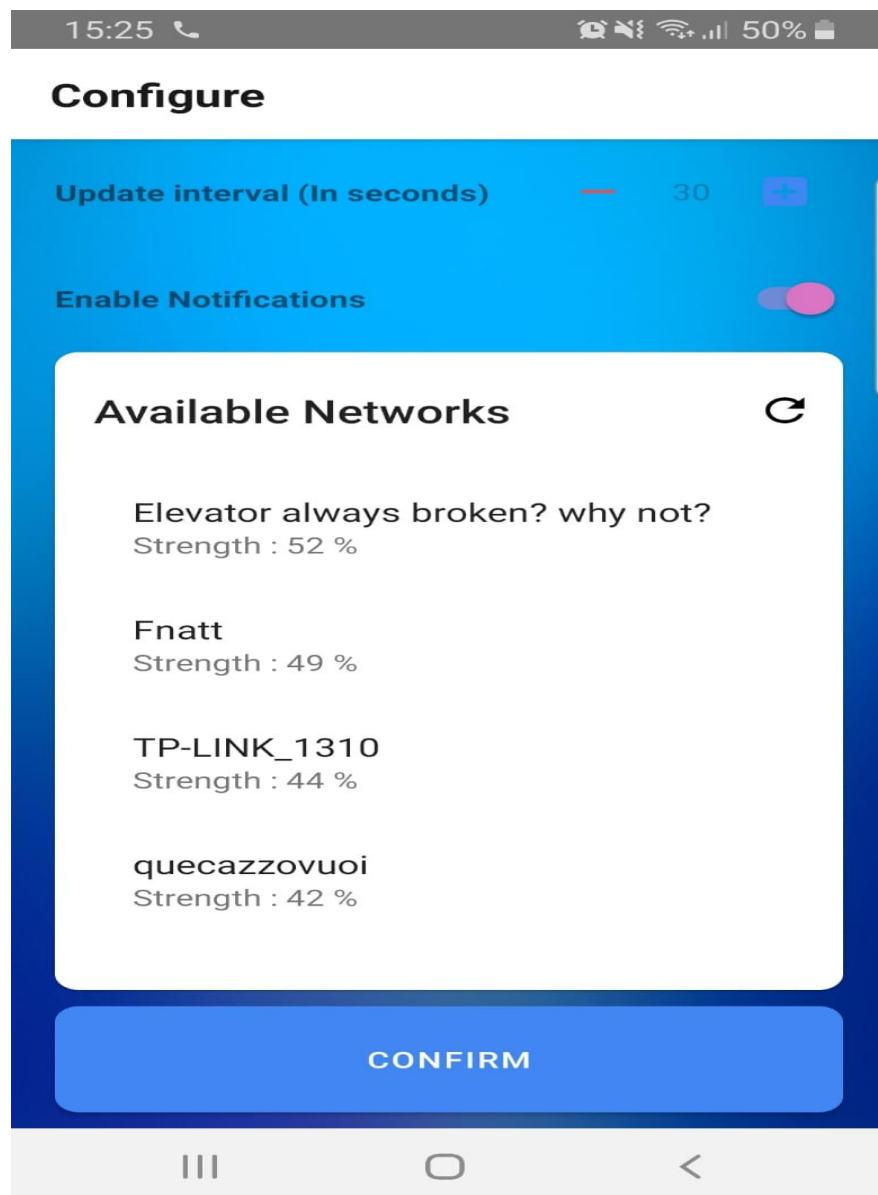 15:25 50%
Configure
Update interval (In seconds) — 30 +
Enable Notifications
Available Networks
Elevator always broken? why not?
Strength : 52 %
Fnatt
Strength : 49 %
TP-LINK_1310
Strength : 44 %
quecazzovuoi
Strength : 42 %
CONFIRM